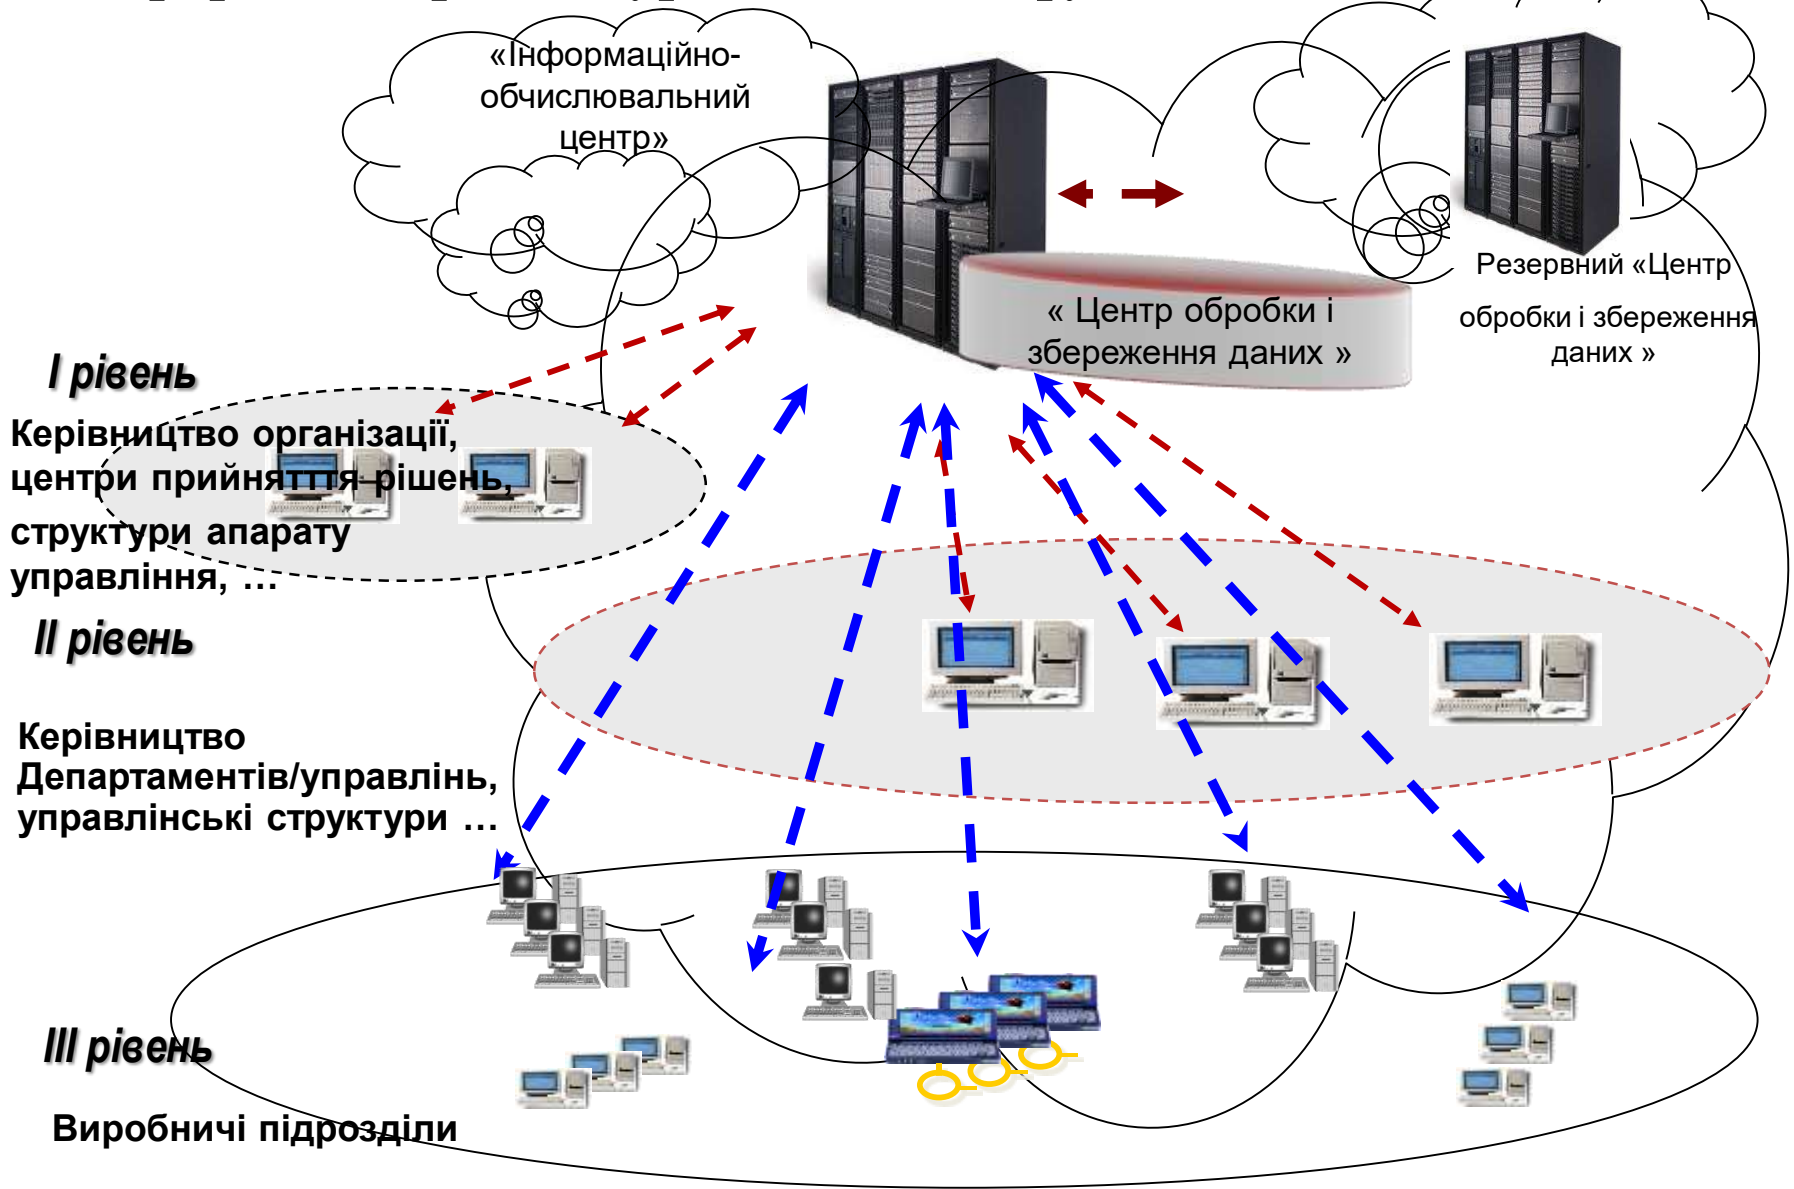 «Інформаційно-
обчислювальний
центр»
« Центр обробки і
збереження даних »
Резервний «Центр
обробки і збереження
даних »
І рівень
Керівництво організації,
центри прийнятття рішень,
структури апарату
управління, …
ІІ рівень
Керівництво
Департаментів/управлінь,
управлінські структури …
ІІІ рівень
Виробничі підрозділи